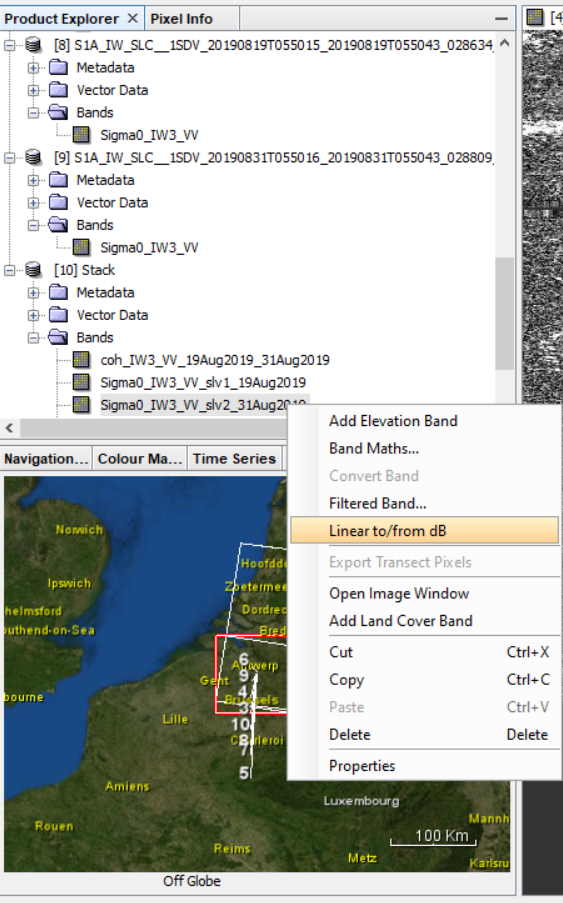 Product Explorer × Pixel Info
[4]
[8] S1A_IW_SLC__1SDV_20190819T055015_20190819T055043_028634_
Metadata
Vector Data
Bands
Sigma0_IW3_VV
[9] S1A_IW_SLC__1SDV_20190831T055016_20190831T055043_028809_
Metadata
Vector Data
Bands
Sigma0_IW3_VV
[10] Stack
Metadata
Vector Data
Bands
coh_IW3_VV_19Aug2019_31Aug2019
Sigma0_IW3_VV_slv1_19Aug2019
Sigma0_IW3_VV_slv2_31Aug2019
Add Elevation Band
Band Maths...
Convert Band
Filtered Band...
Linear to/from dB
Export Transect Pixels
Open Image Window
Add Land Cover Band
Cut Ctrl+X
Copy Ctrl+C
Paste Ctrl+V
Delete Delete
Properties
Navigation... Colour Ma... Time Series
Norwich
Hoofdd
Ipswich
Zoetermee
helmsford
Dordrec
outhend-on-Sea
Bred
6
Antwerp
9
Gent
4
bourne
Brussels
3
Lille
10
Charleroi
7
5
Amiens
Luxembourg
Rouen
Mannh
100 Km
Reims
Metz
Karlsru
Off Globe